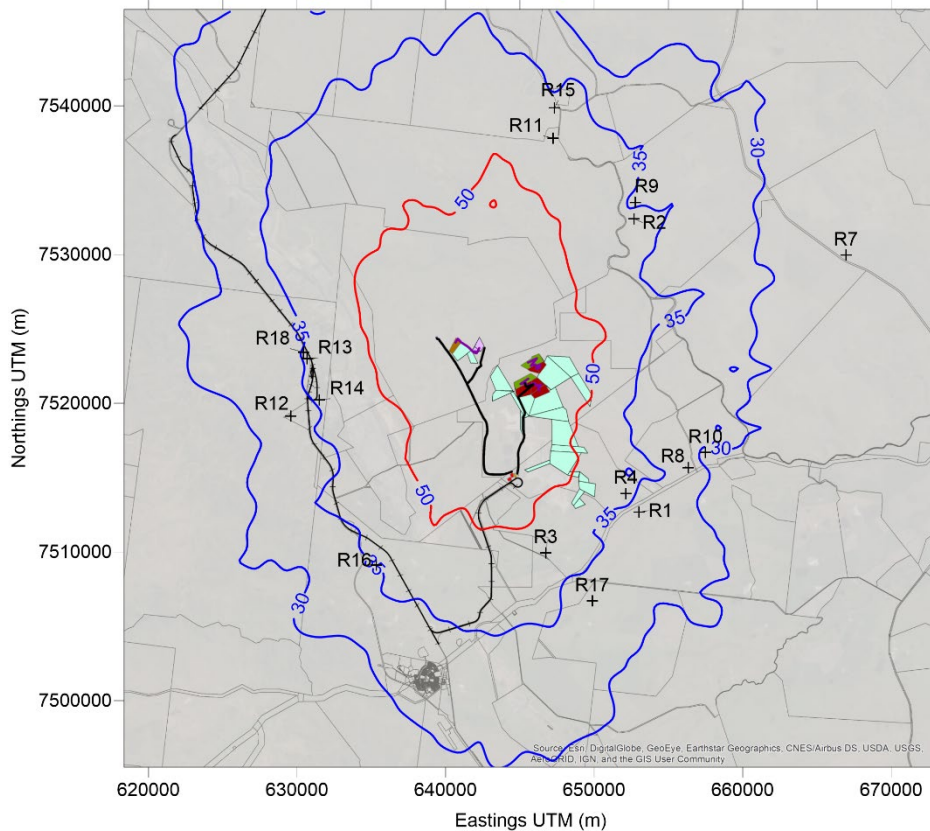 7540000
7530000
7520000
7510000
7500000
Northings UTM (m)
R15
R11
35
30
50
R9
R2
R7
35
35
R18
R13
50
R14
R12
R10
30
R8
50
R4
35
R1
R3
R16
35
30
R17
Source: Esri, DigitalGlobe, GeoEye, Earthstar Geographics, CNES/Airbus DS, USDA, USGS,
AeroGRID, IGN, and the GIS User Community
620000 630000 640000 650000 660000 670000
Eastings UTM (m)